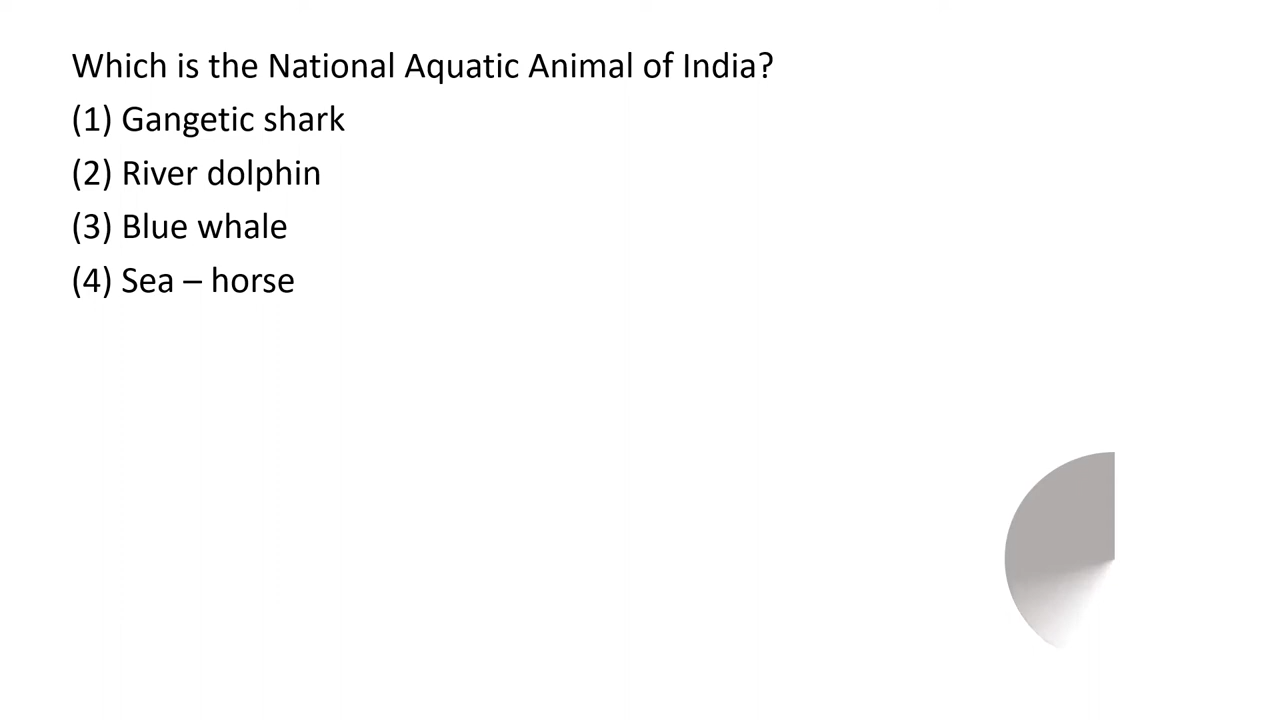 Which is the National Aquatic Animal of India?
(1) Gangetic shark
(2) River dolphin
(3) Blue whale
(4) Sea – horse